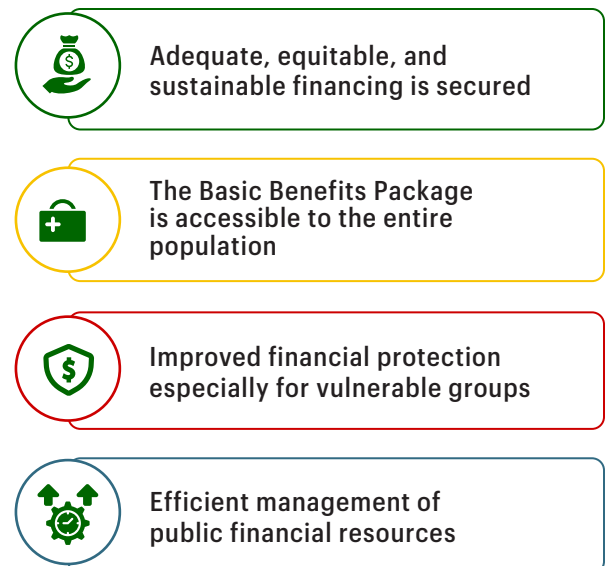 Adequate, equitable, and
sustainable financing is secured
The Basic Benefits Package
is accessible to the entire
population
Improved financial protection
especially for vulnerable groups
Efficient management of
public financial resources